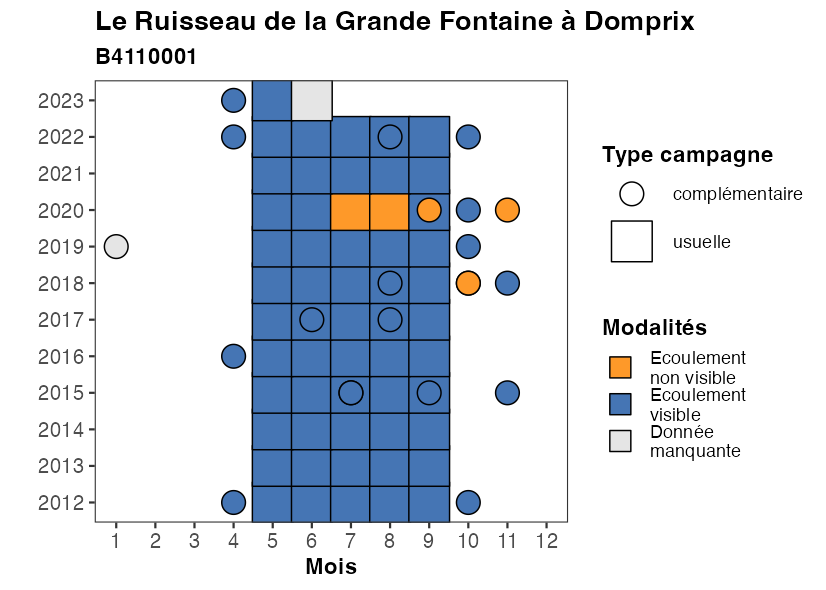 Le Ruisseau de la Grande Fontaine à Domprix
B4110001
2023
2022
2021
2020
2019
2018
2017
2016
2015
2014
2013
2012
1 2 3 4 5 6 7 8 9 10 11 12
Mois
Type campagne
complémentaire
usuelle
Modalités
Ecoulement
non visible
Ecoulement
visible
Donnée
manquante